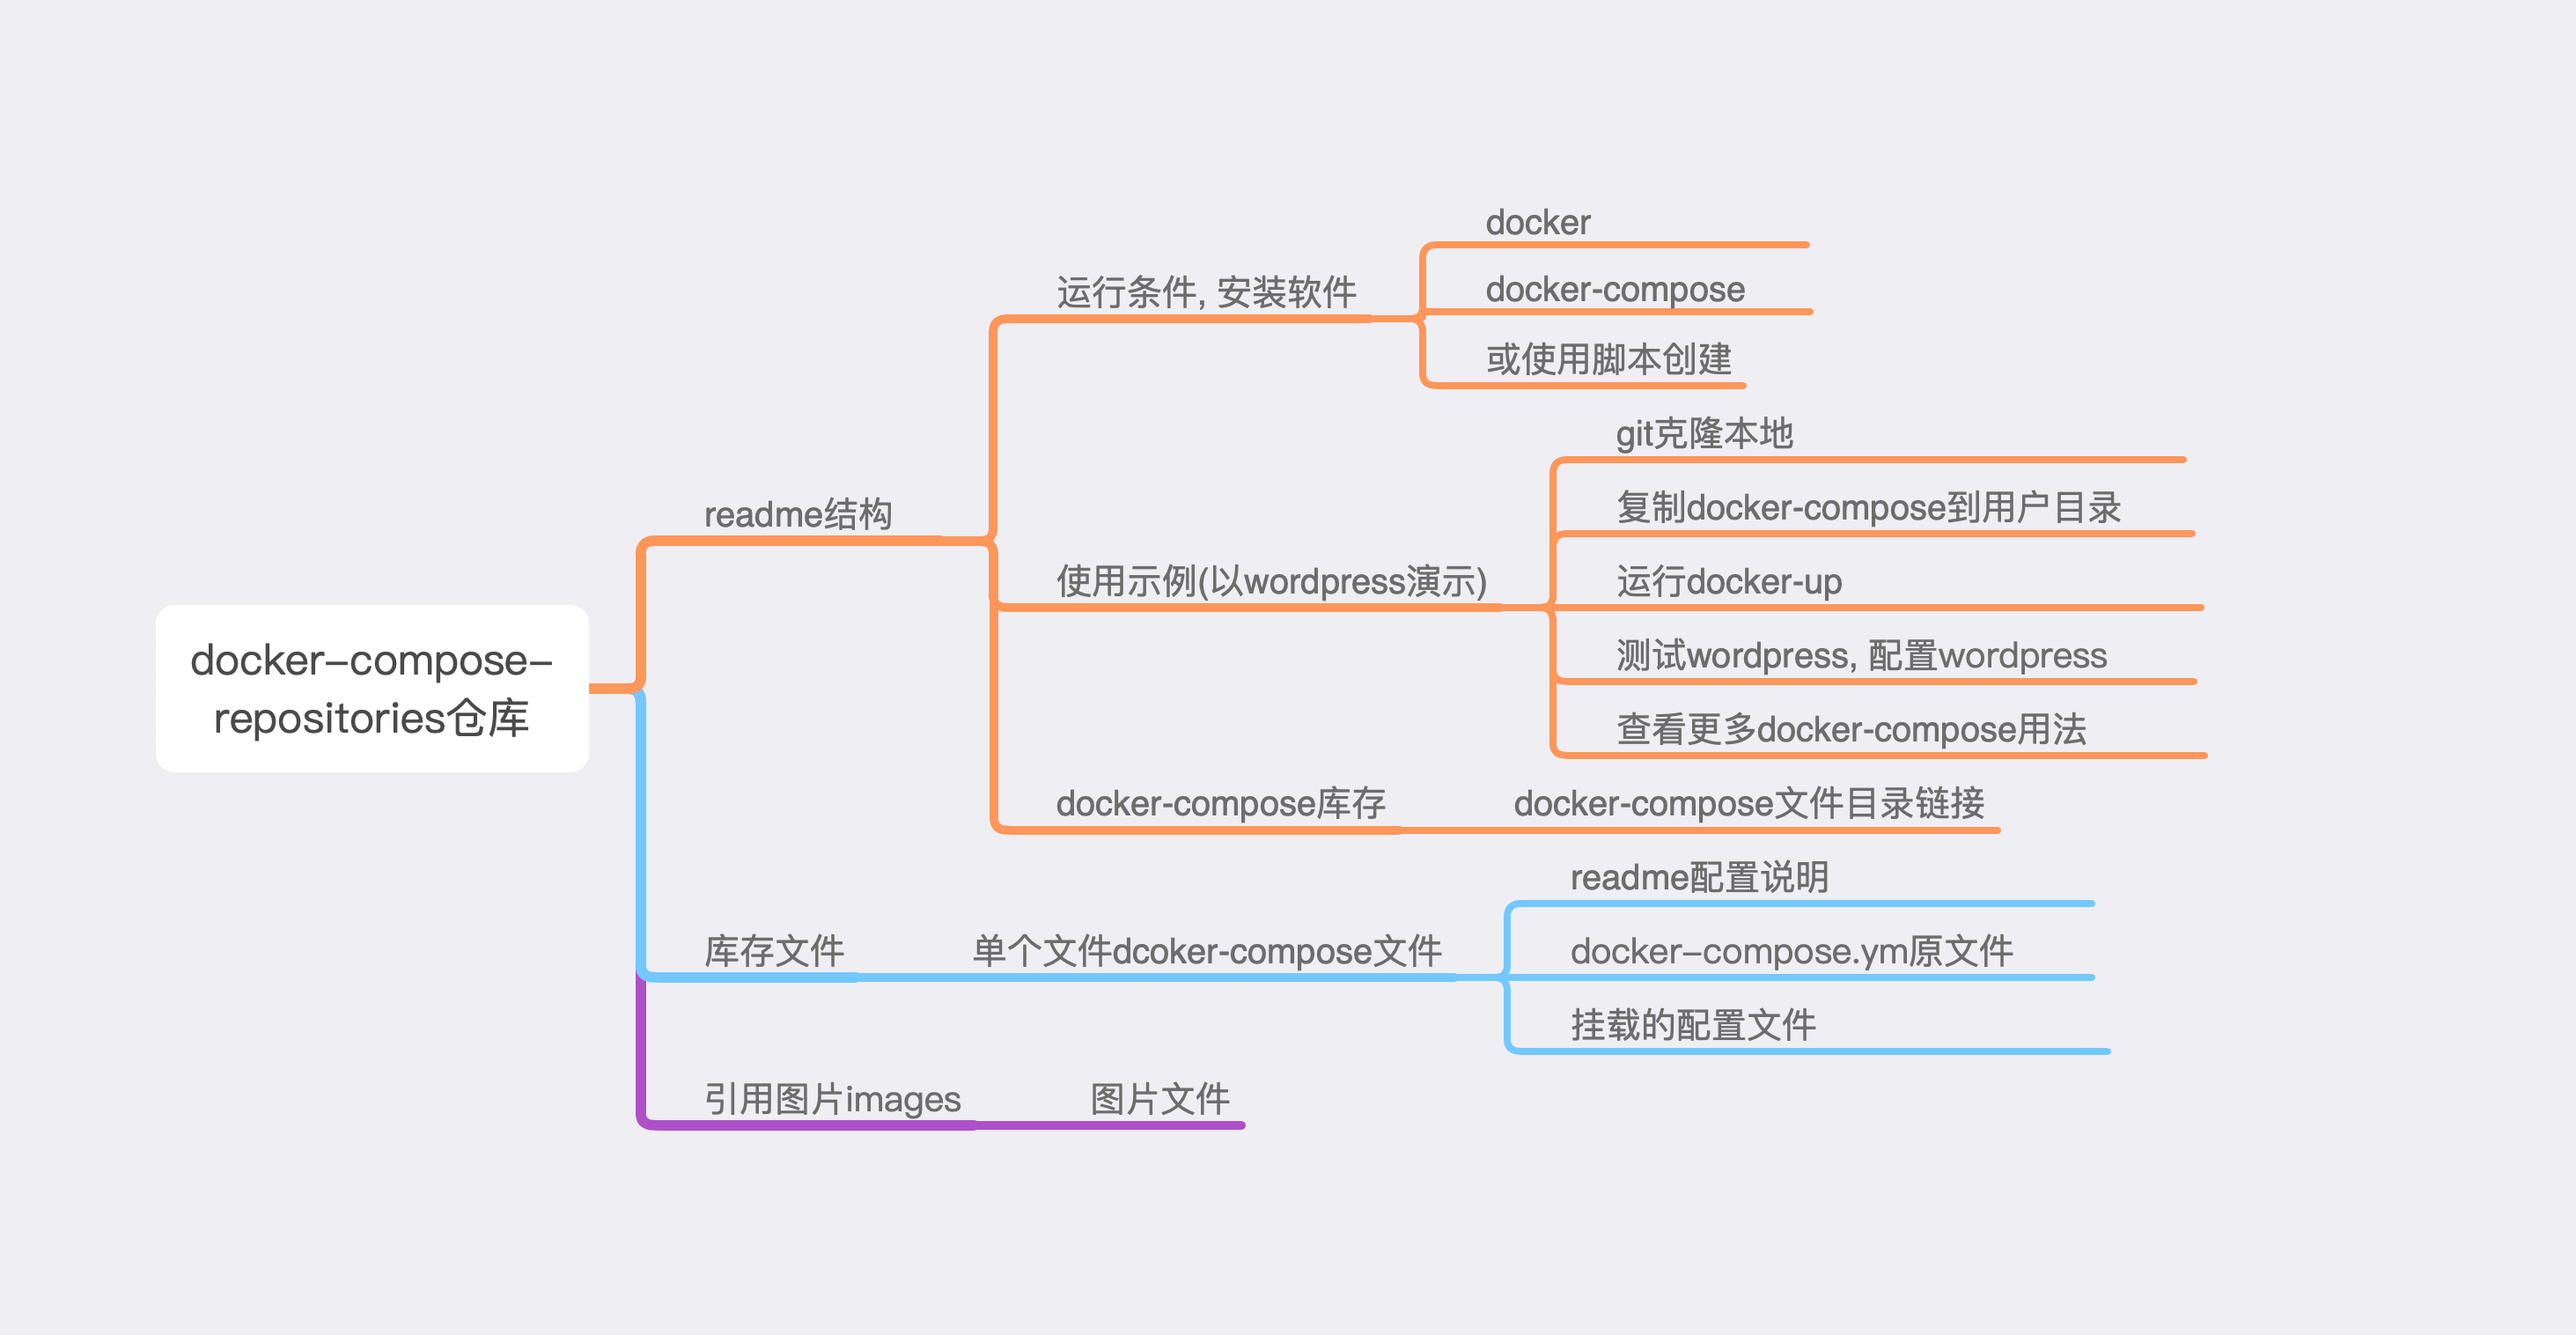 docker-compose-
repositories仓库
readme结构
运行条件, 安装软件
docker
docker-compose
或使用脚本创建
使用示例(以wordpress演示)
git克隆本地
复制docker-compose到用户目录
运行docker-up
测试wordpress, 配置wordpress
查看更多docker-compose用法
docker-compose库存
docker-compose文件目录链接
库存文件
单个文件dcoker-compose文件
readme配置说明
docker-compose.ym原文件
挂载的配置文件
引用图片images
图片文件